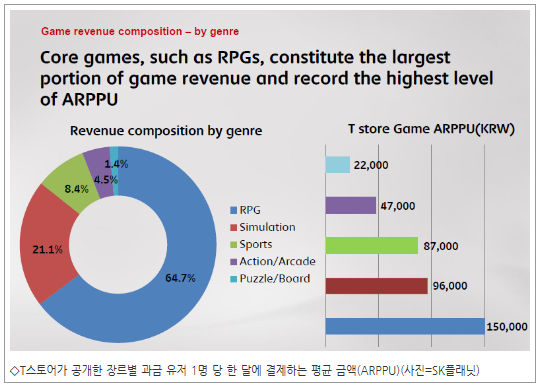 Game revenue composition – by genre
Core games, such as RPGs, constitute the largest
portion of game revenue and record the highest level
of ARPPU
Revenue composition by genre
1.4%
4.5%
8.4%
21.1%
64.7%
RPG
Simulation
Sports
Action/Arcade
Puzzle/Board
T store Game ARPPU(KRW)
22,000
47,000
87,000
96,000
150,000
◇T스토어가 공개한 장르별 과금 유저 1명 당 한 달에 결제하는 평균 금액(ARPPU)(사진=SK플래닛)